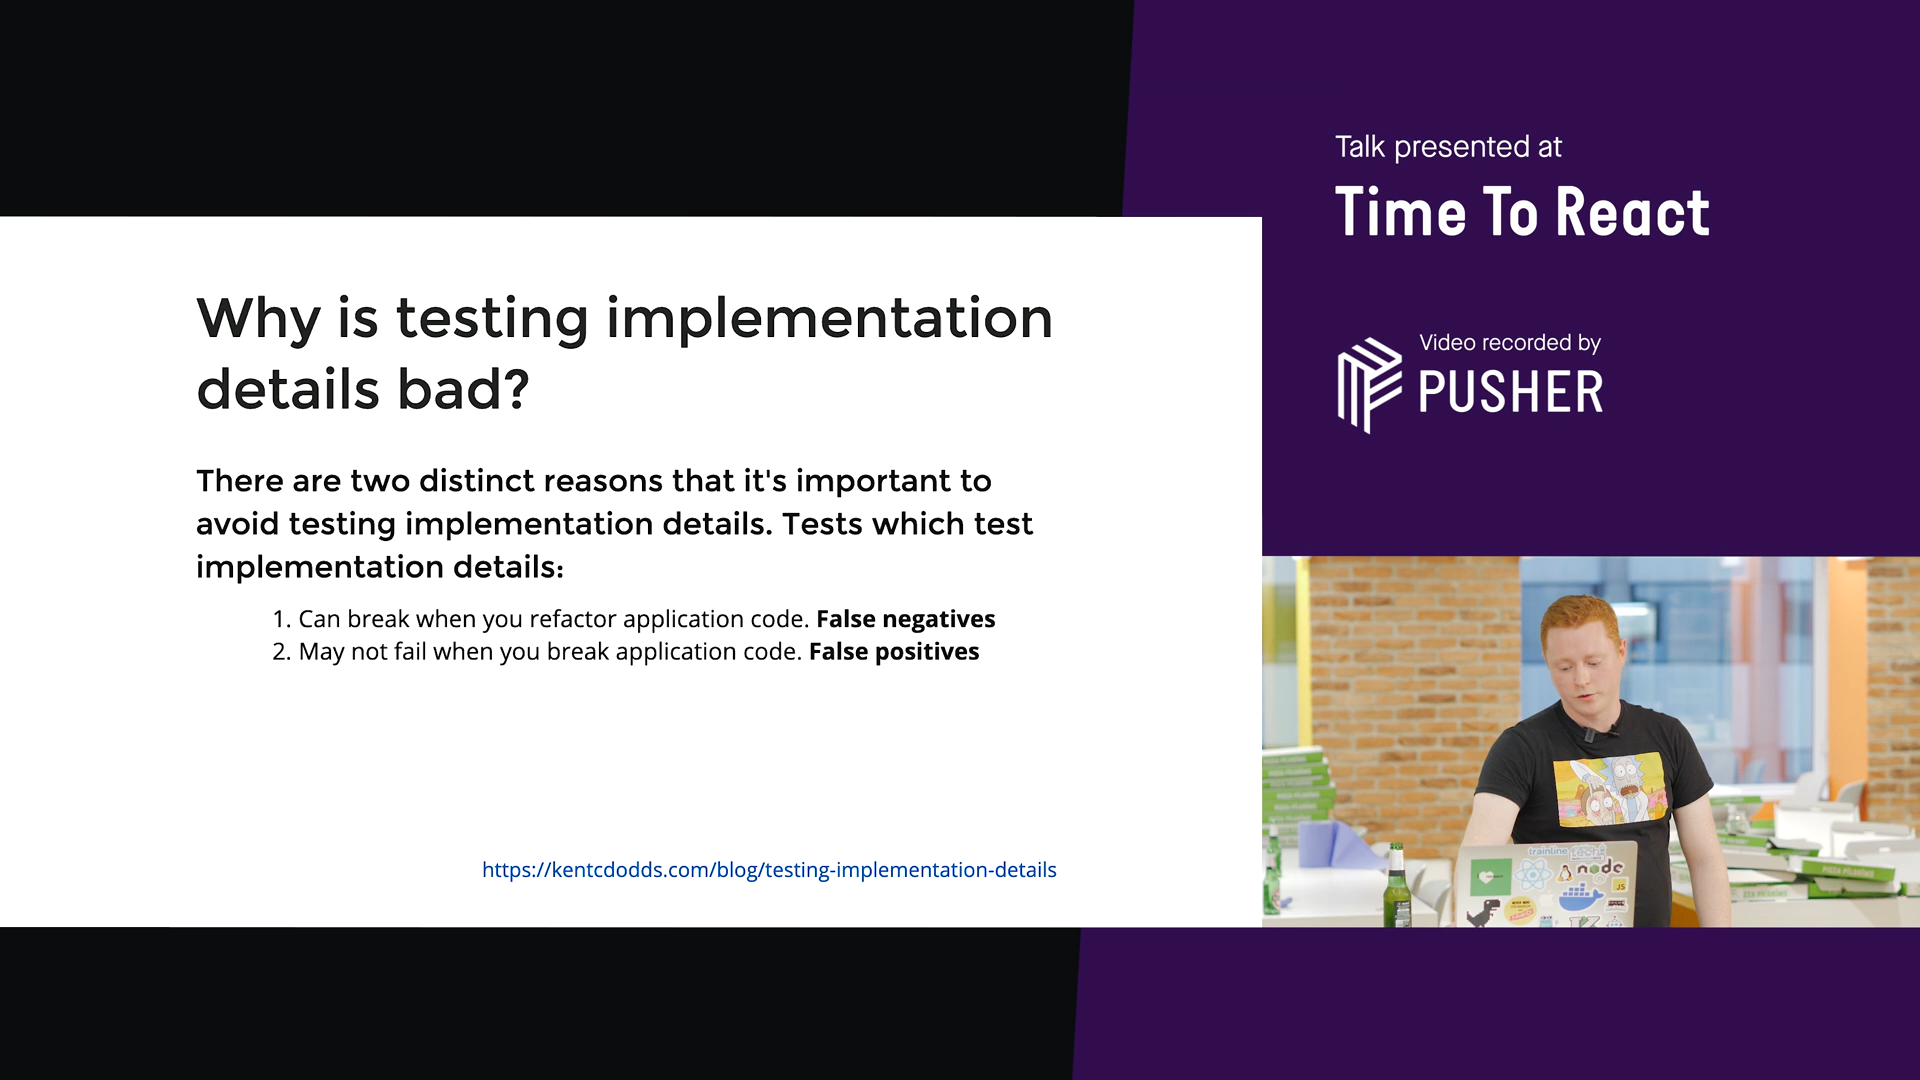 Talk presented at
Time To React
Video recorded by
PUSHER
Why is testing implementation
details bad?
There are two distinct reasons that it's important to
avoid testing implementation details. Tests which test
implementation details:
1. Can break when you refactor application code. False negatives
2. May not fail when you break application code. False positives
https://kentcdodds.com/blog/testing-implementation-details
trainline
node
JS